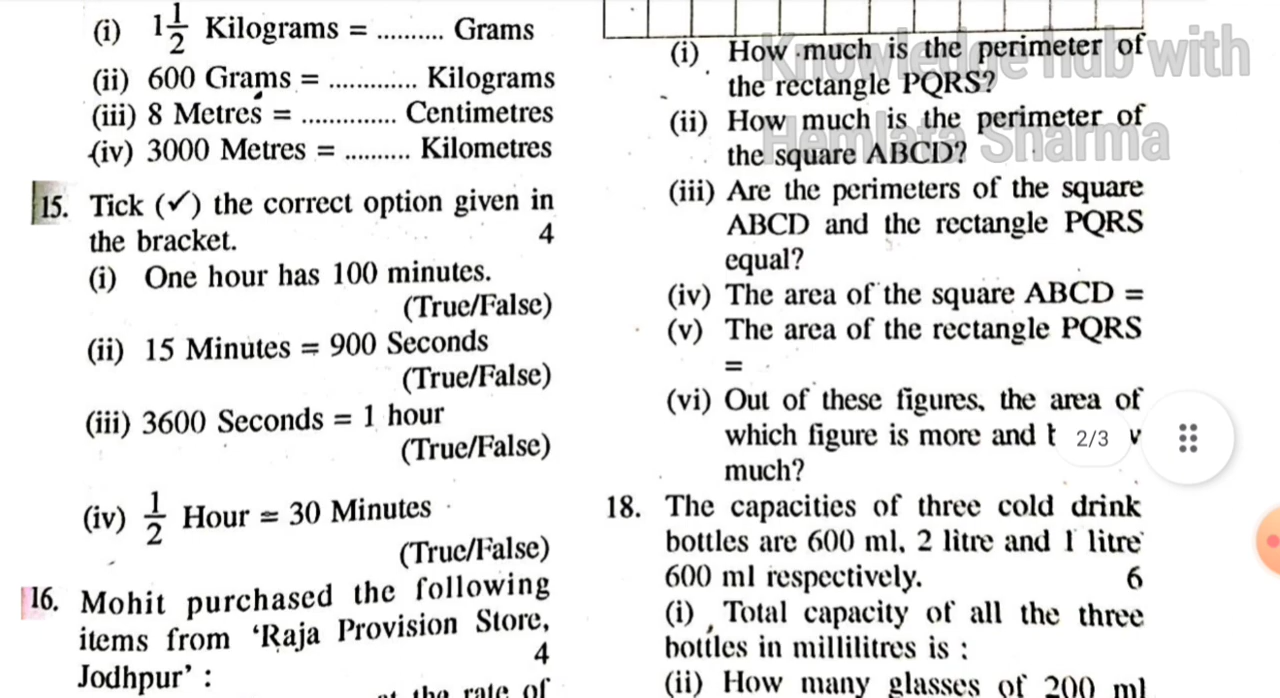 (i) 1 1/2 Kilograms = .......... Grams
(ii) 600 Grams = ............. Kilograms
(iii) 8 Metres = .............. Centimetres
(iv) 3000 Metres = .......... Kilometres
15. Tick (✓) the correct option given in
the bracket. 4
(i) One hour has 100 minutes.
(True/False)
(ii) 15 Minutes = 900 Seconds
(True/False)
(iii) 3600 Seconds = 1 hour
(True/False)
(iv) 1/2 Hour = 30 Minutes
(True/False)
16. Mohit purchased the following
items from ‘Raja Provision Store,
4
Jodhpur’ :
the rate of
(i) How much is the perimeter of
the rectangle PQRS?
(ii) How much is the perimeter of
the square ABCD?
(iii) Are the perimeters of the square
ABCD and the rectangle PQRS
equal?
(iv) The area of the square ABCD =
(v) The area of the rectangle PQRS
=
(vi) Out of these figures, the area of
which figure is more and
much?
18. The capacities of three cold drink
bottles are 600 ml, 2 litre and 1 litre
600 ml respectively. 6
(i) Total capacity of all the three
bottles in millilitres is :
(ii) How many glasses of 200 ml
Knowledge hub with
Hemlata Sharma
2/3